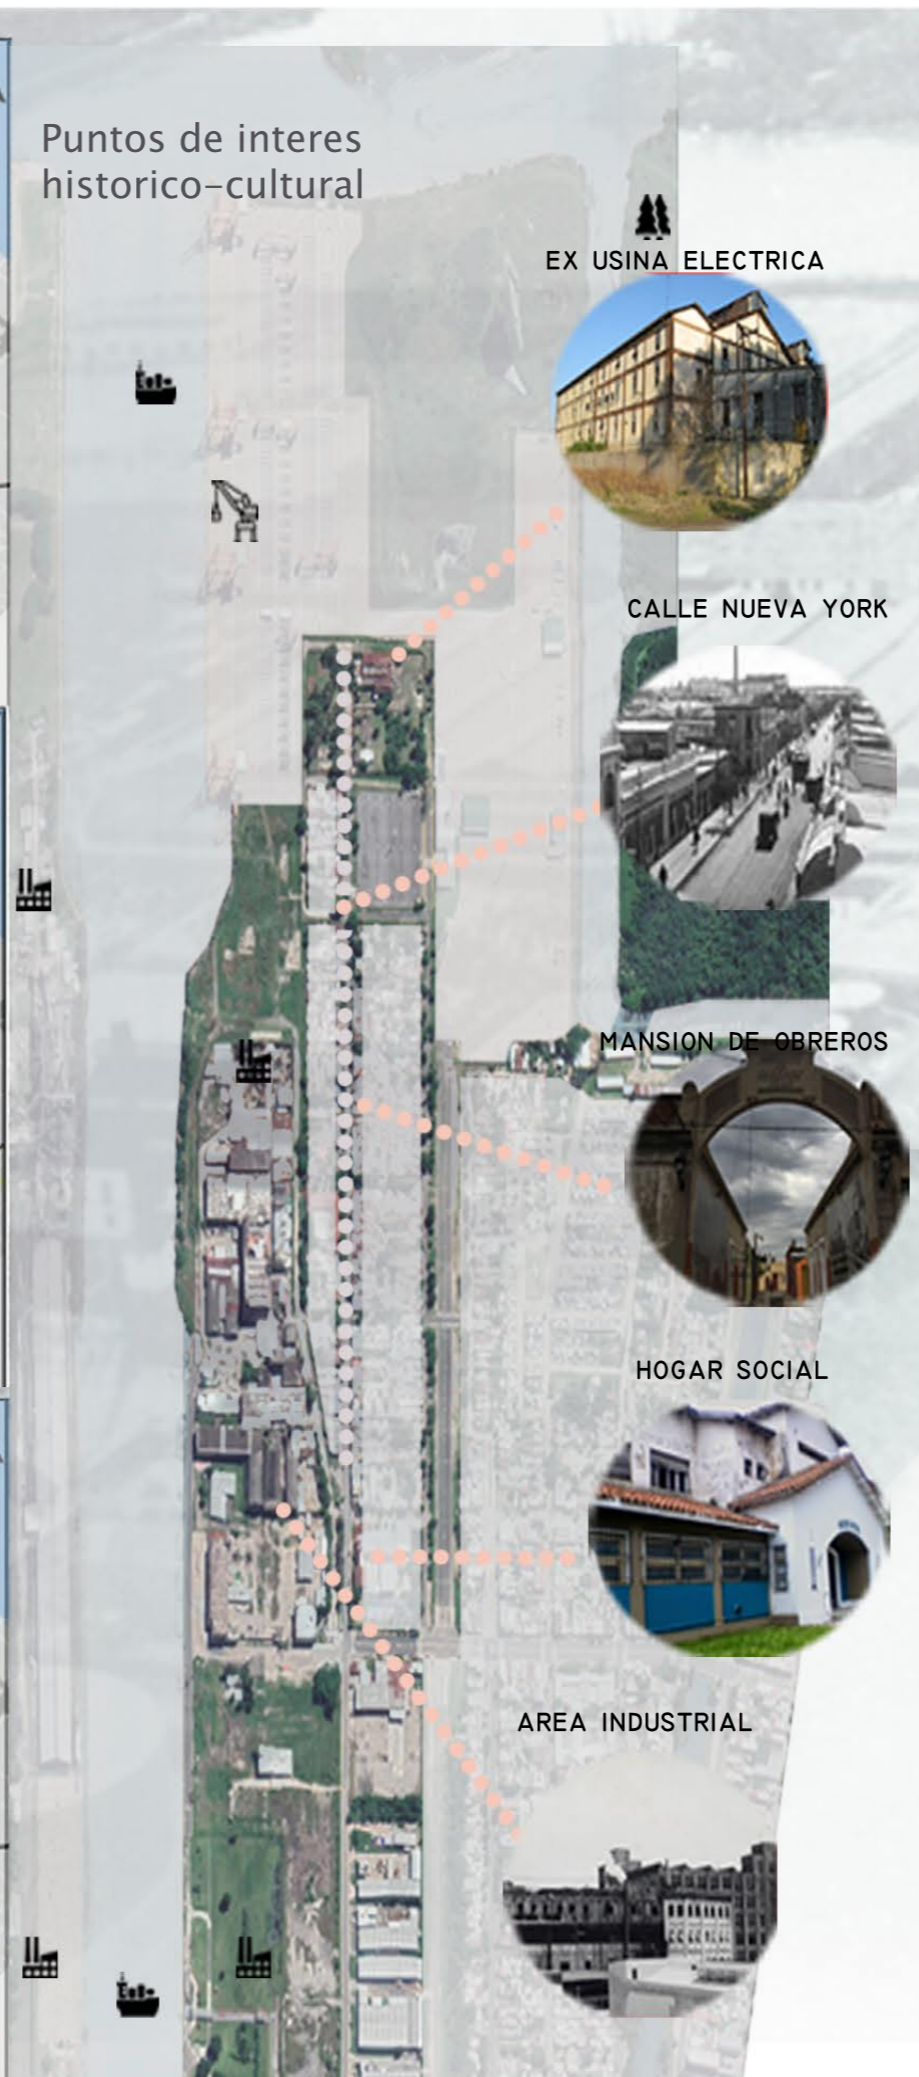 Puntos de interes
historico-cultural
EX USINA ELECTRICA
CALLE NUEVA YORK
MANSION DE OBREROS
HOGAR SOCIAL
AREA INDUSTRIAL